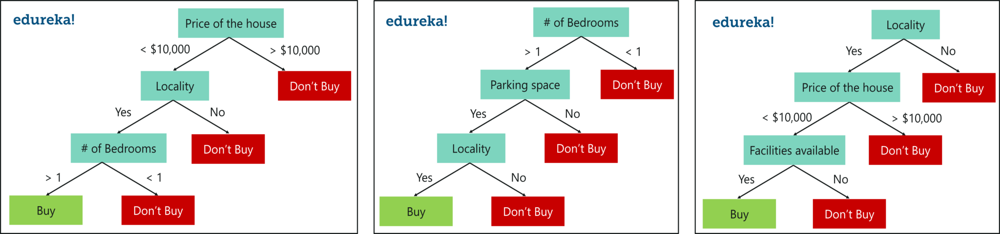 edureka!
Price of the house
< $10,000
> $10,000
Locality
Don't Buy
Yes
No
# of Bedrooms
Don't Buy
> 1
< 1
Buy
Don't Buy
edureka!
# of Bedrooms
> 1
< 1
Parking space
Don't Buy
Yes
No
Locality
Don't Buy
Yes
No
Buy
Don't Buy
edureka!
Locality
Yes
No
Price of the house
Don't Buy
< $10,000
> $10,000
Facilities available
Don't Buy
Yes
No
Buy
Don't Buy